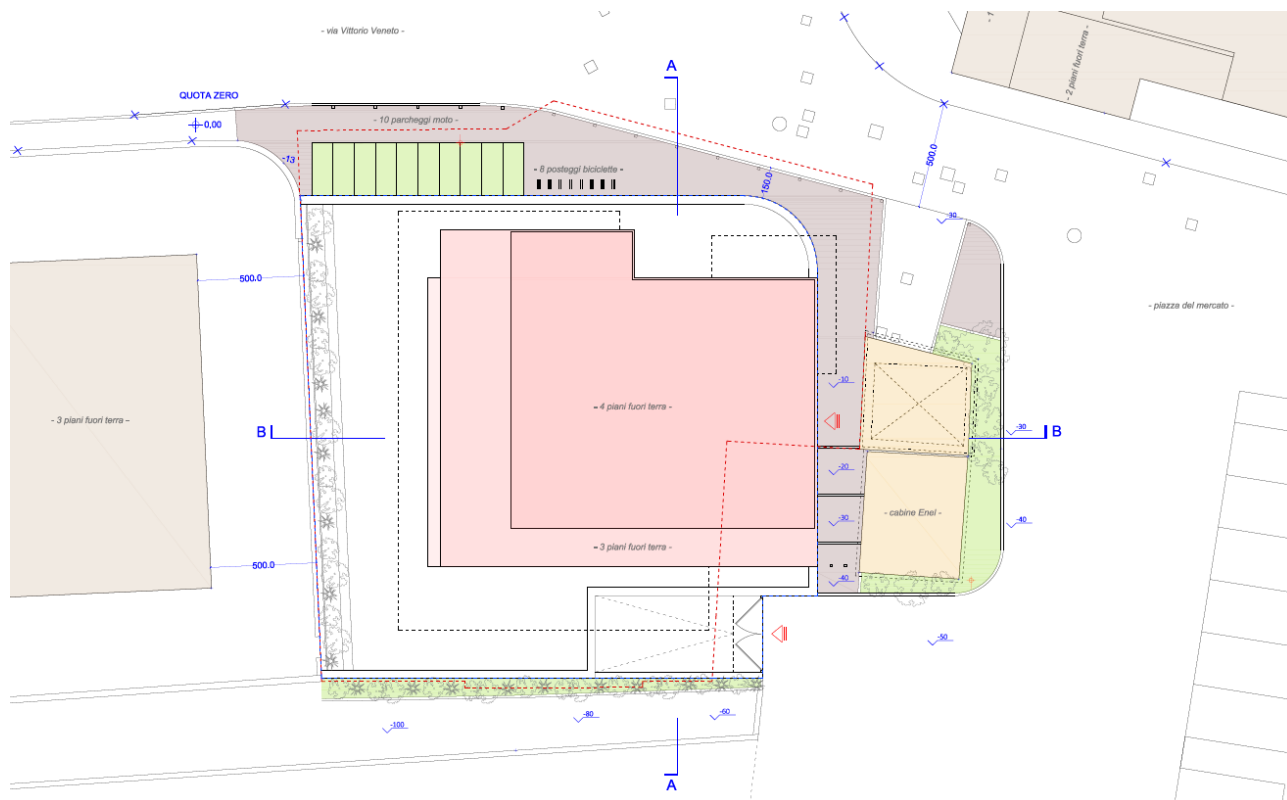 - via Vittorio Veneto -
A
- 2 piani fuori terra -
QUOTA ZERO
0,00
- 10 parcheggi moto -
-13
- 8 posteggi biciclette -
150.0
500.0
-30
500.0
- piazza del mercato -
-10
- 4 piani fuori terra -
- 3 piani fuori terra -
B
B
-30
-20
- cabine Enel -
-30
-40
- 3 piani fuori terra -
500.0
-40
-50
-60
-80
-100
A